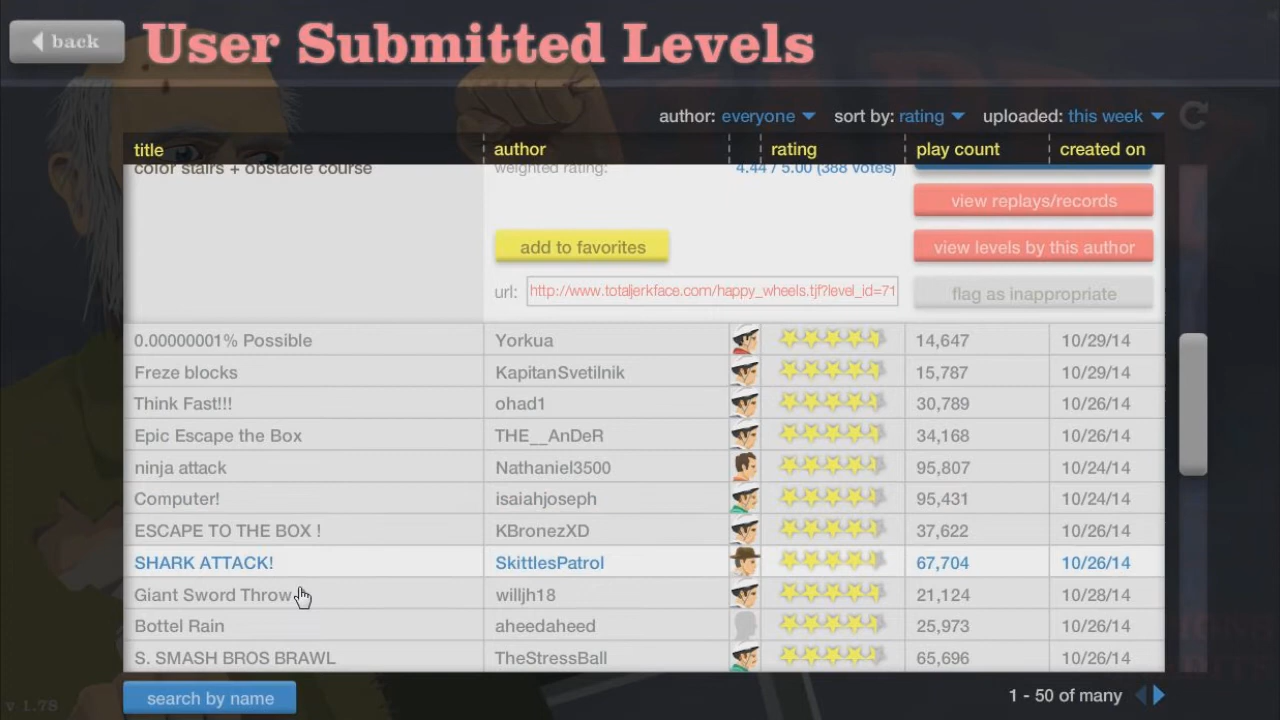 back
User Submitted Levels
author: everyone sort by: rating uploaded: this week
title author rating play count created on
color stairs + obstacle course weighted rating: 4.44 / 5.00 (388 votes)
view replays/records
add to favorites view levels by this author
url: http://www.totaljerkface.com/happy_wheels.tjf?level_id=71 flag as inappropriate
0.00000001% Possible Yorkua 14,647 10/29/14
Freze blocks KapitanSvetilnik 15,787 10/29/14
Think Fast!!! ohad1 30,789 10/26/14
Epic Escape the Box THE__AnDeR 34,168 10/26/14
ninja attack Nathaniel3500 95,807 10/24/14
Computer! isaiahjoseph 95,431 10/24/14
ESCAPE TO THE BOX ! KBronezXD 37,622 10/26/14
SHARK ATTACK! SkittlesPatrol 67,704 10/26/14
Giant Sword Throw willjh18 21,124 10/28/14
Bottel Rain aheedaheed 25,973 10/26/14
S. SMASH BROS BRAWL TheStressBall 65,696 10/26/14
search by name 1 - 50 of many
v 1.78